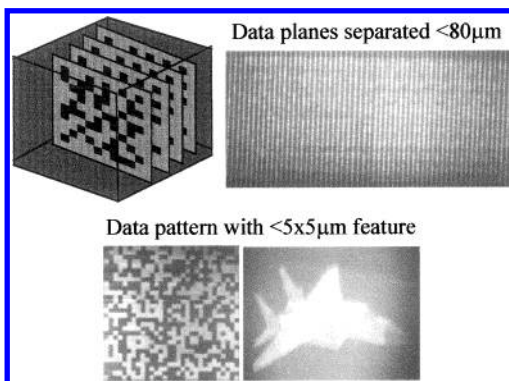 Data planes separated <80μm
Data pattern with <5x5μm feature